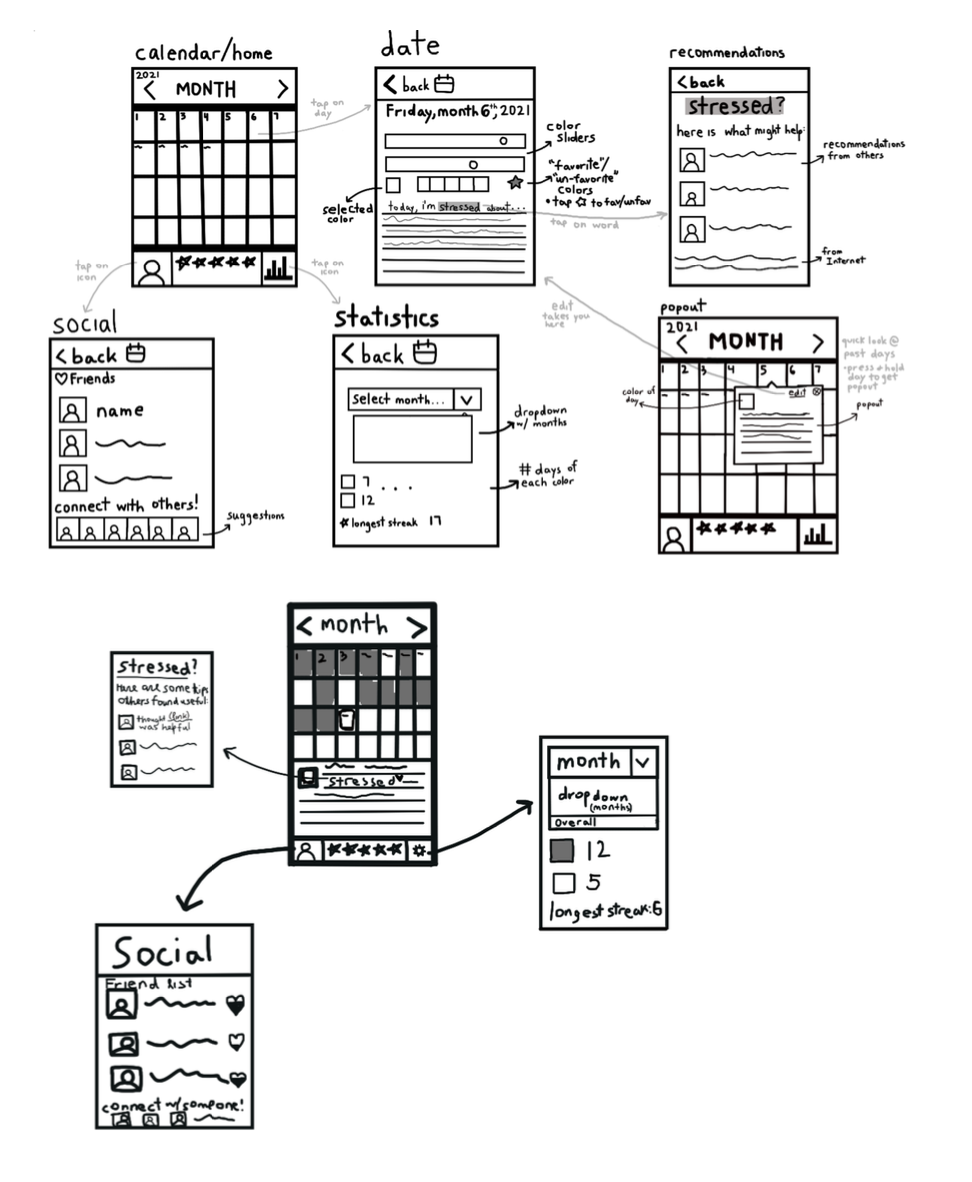 calendar/home
2021
< MONTH >
1 2 3 4 5 6 7
tap on
day
tap on
icon
tap on
icon
date
< back
Friday, month 6th, 2021
color
sliders
"favorite"/
"un-favorite"
colors
• tap ☆ to fav/unfav
selected
color
today, i'm stressed about...
tap on word
recommendations
< back
stressed?
here is what might help:
recommendations
from others
from
Internet
social
< back
♡ Friends
name
connect with others!
suggestions
statistics
< back
Select month...
dropdown
w/ months
7 . . .
12
# days of
each color
★ longest streak 17
edit
takes you
here
popout
2021
< MONTH >
1 2 3 4 5 6 7
quick look @
past days
- press + hold
day to get
popout
edit
color of
day
popout
< month >
1 2 3
stressed
stressed?
Here are some tips
others found useful:
thought (link)
was helpful
month
dropdown
(months)
Overall
12
5
longest streak: 6
Social
Friend list
connect w/ someone!